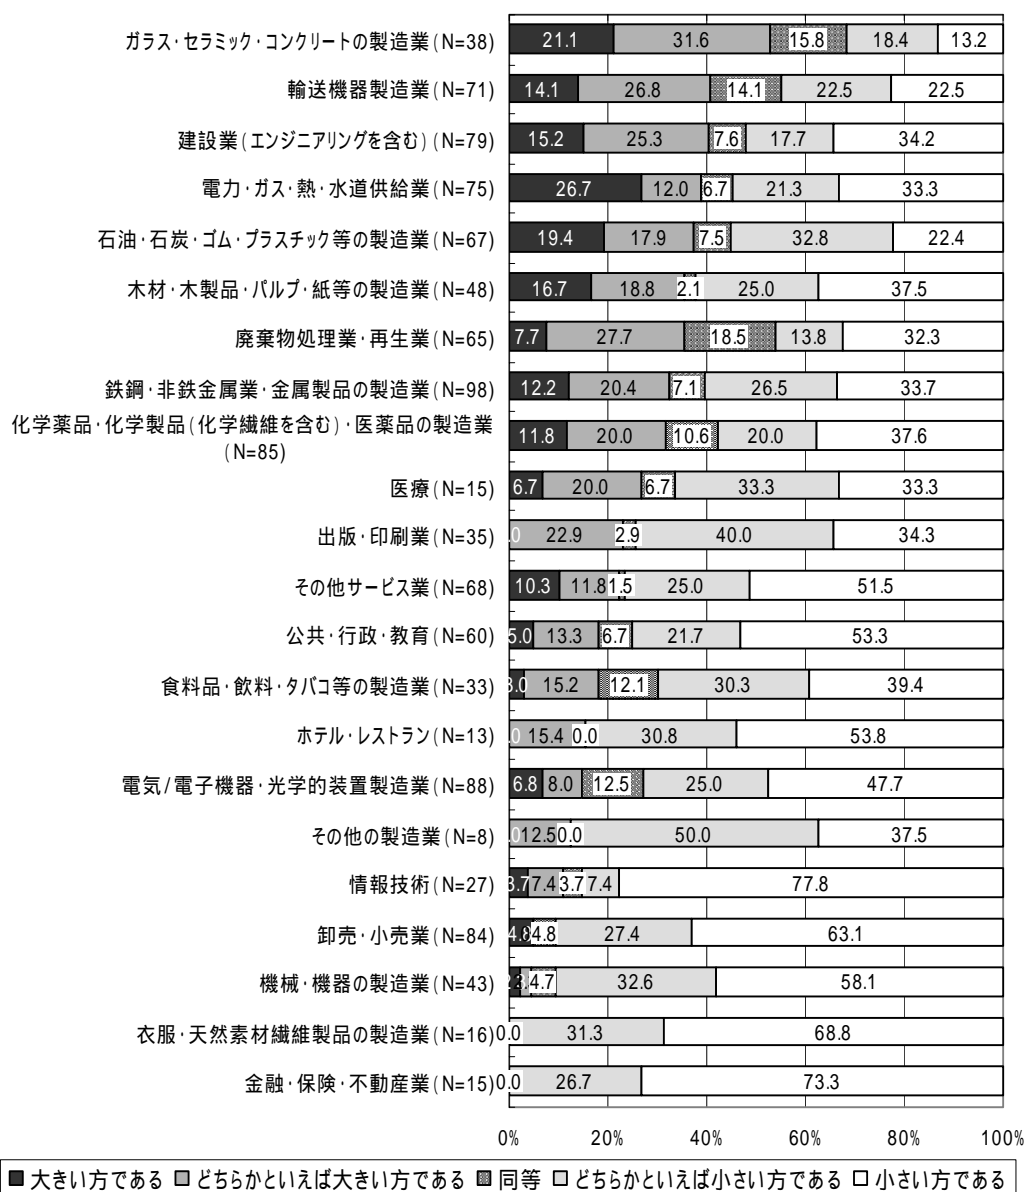 ガラス・セラミック・コンクリートの製造業(N=38) 21.1 31.6 15.8 18.4 13.2
輸送機器製造業(N=71) 14.1 26.8 14.1 22.5 22.5
建設業(エンジニアリングを含む)(N=79) 15.2 25.3 7.6 17.7 34.2
電力・ガス・熱・水道供給業(N=75) 26.7 12.0 6.7 21.3 33.3
石油・石炭・ゴム・プラスチック等の製造業(N=67) 19.4 17.9 7.5 32.8 22.4
木材・木製品・パルプ・紙等の製造業(N=48) 16.7 18.8 2.1 25.0 37.5
廃棄物処理業・再生業(N=65) 7.7 27.7 18.5 13.8 32.3
鉄鋼・非鉄金属業・金属製品の製造業(N=98) 12.2 20.4 7.1 26.5 33.7
化学薬品・化学製品(化学繊維を含む)・医薬品の製造業
(N=85) 11.8 20.0 10.6 20.0 37.6
医療(N=15) 6.7 20.0 6.7 33.3 33.3
出版・印刷業(N=35) 22.9 2.9 40.0 34.3
その他サービス業(N=68) 10.3 11.8 1.5 25.0 51.5
公共・行政・教育(N=60) 5.0 13.3 6.7 21.7 53.3
食料品・飲料・タバコ等の製造業(N=33) 3.0 15.2 12.1 30.3 39.4
ホテル・レストラン(N=13) 15.4 0.0 30.8 53.8
電気/電子機器・光学的装置製造業(N=88) 6.8 8.0 12.5 25.0 47.7
その他の製造業(N=8) 12.5 0.0 50.0 37.5
情報技術(N=27) 3.7 7.4 3.7 7.4 77.8
卸売・小売業(N=84) 4.8 27.4 63.1
機械・機器の製造業(N=43) 4.7 32.6 58.1
衣服・天然素材繊維製品の製造業(N=16) 0.0 31.3 68.8
金融・保険・不動産業(N=15) 0.0 26.7 73.3
0% 20% 40% 60% 80% 100%
大きい方である どちらかといえば大きい方である 同等 どちらかといえば小さい方である 小さい方である